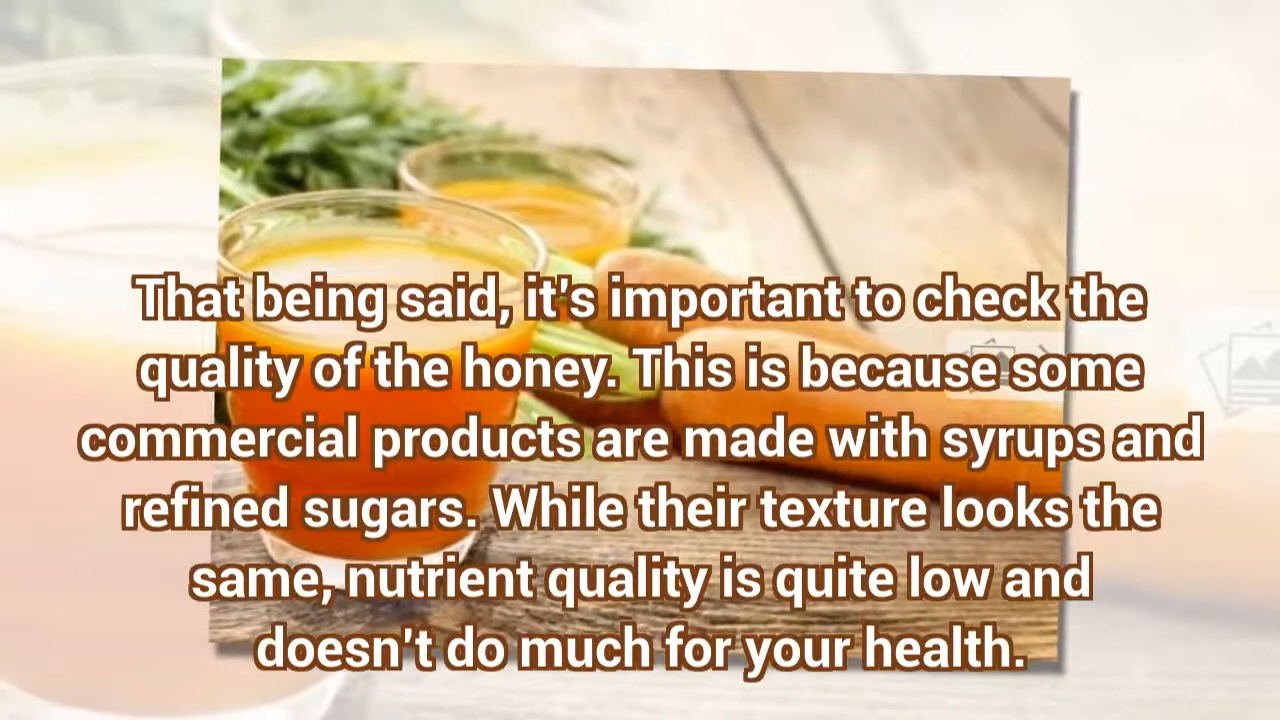 That being said, it's important to check the
quality of the honey. This is because some
commercial products are made with syrups and
refined sugars. While their texture looks the
same, nutrient quality is quite low and
doesn't do much for your health.